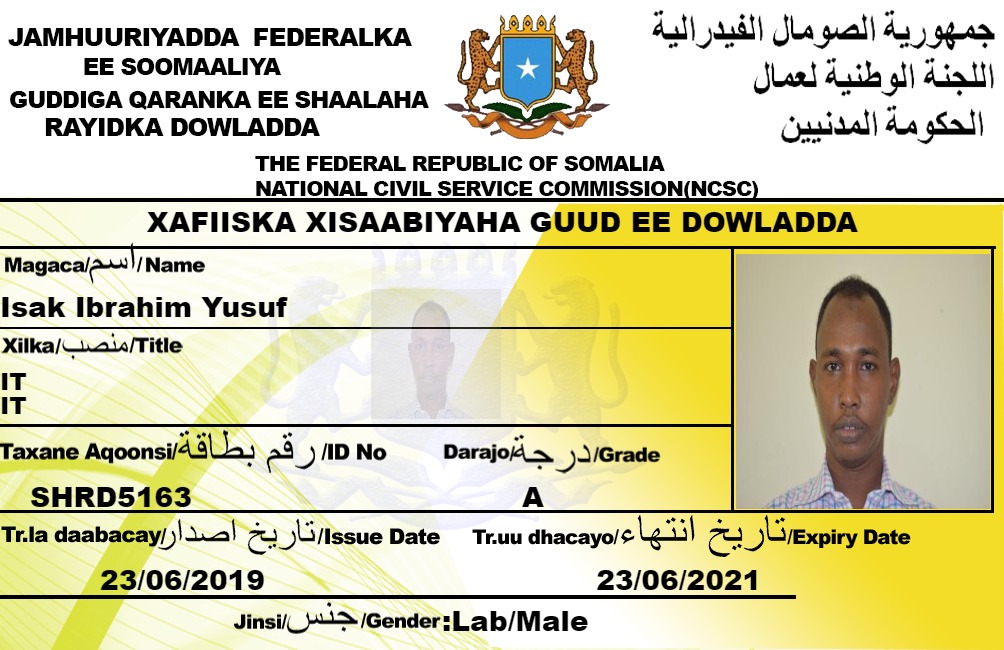 JAMHUURIYADDA FEDERALKA
EE SOOMAALIYA
GUDDIGA QARANKA EE SHAALAHA
RAYIDKA DOWLADDA
جمهورية الصومال الفيدرالية
اللجنة الوطنية لعمال
الحكومة المدنيين
THE FEDERAL REPUBLIC OF SOMALIA
NATIONAL CIVIL SERVICE COMMISSION(NCSC)
XAFIISKA XISAABIYAHA GUUD EE DOWLADDA
Magaca/اسم/Name
Isak Ibrahim Yusuf
Xilka/منصب/Title
IT
IT
Taxane Aqoonsi/رقم بطاقة/ID No
Darajo/درجة/Grade
SHRD5163
A
Tr.la daabacay/تاريخ اصدار/Issue Date
Tr.uu dhacayo/تاريخ انتهاء/Expiry Date
23/06/2019
23/06/2021
Jinsi/جنس/Gender:Lab/Male